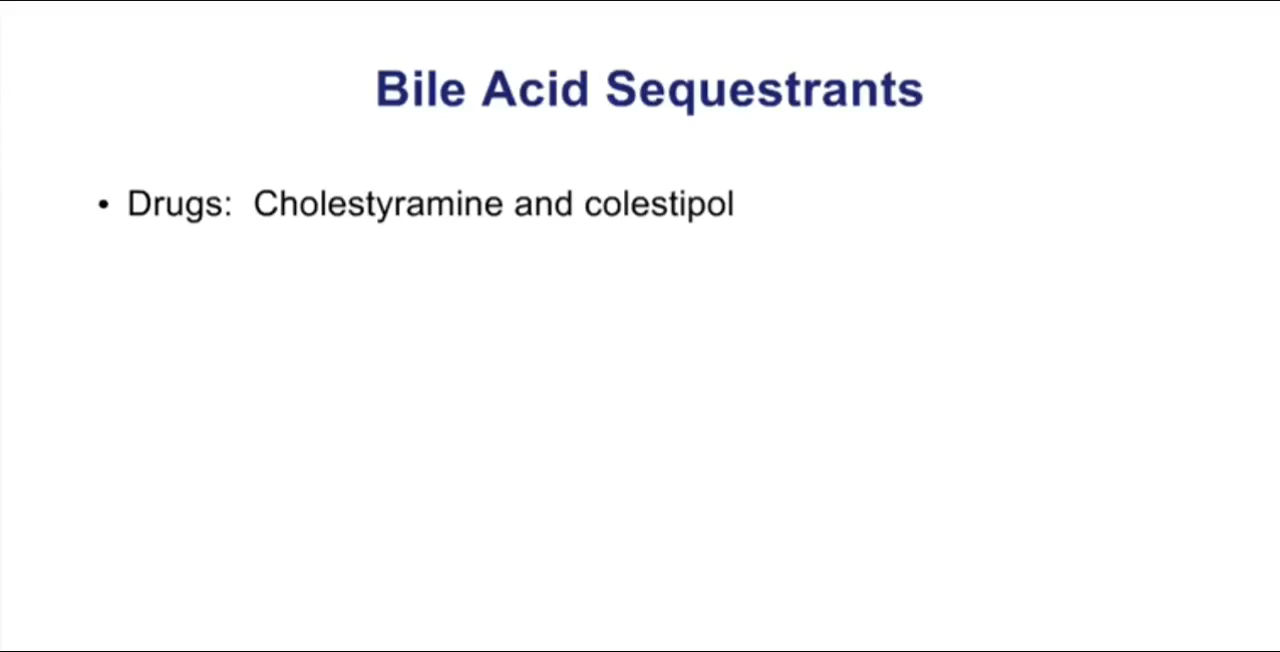 Bile Acid Sequestrants
• Drugs:  Cholestyramine and colestipol